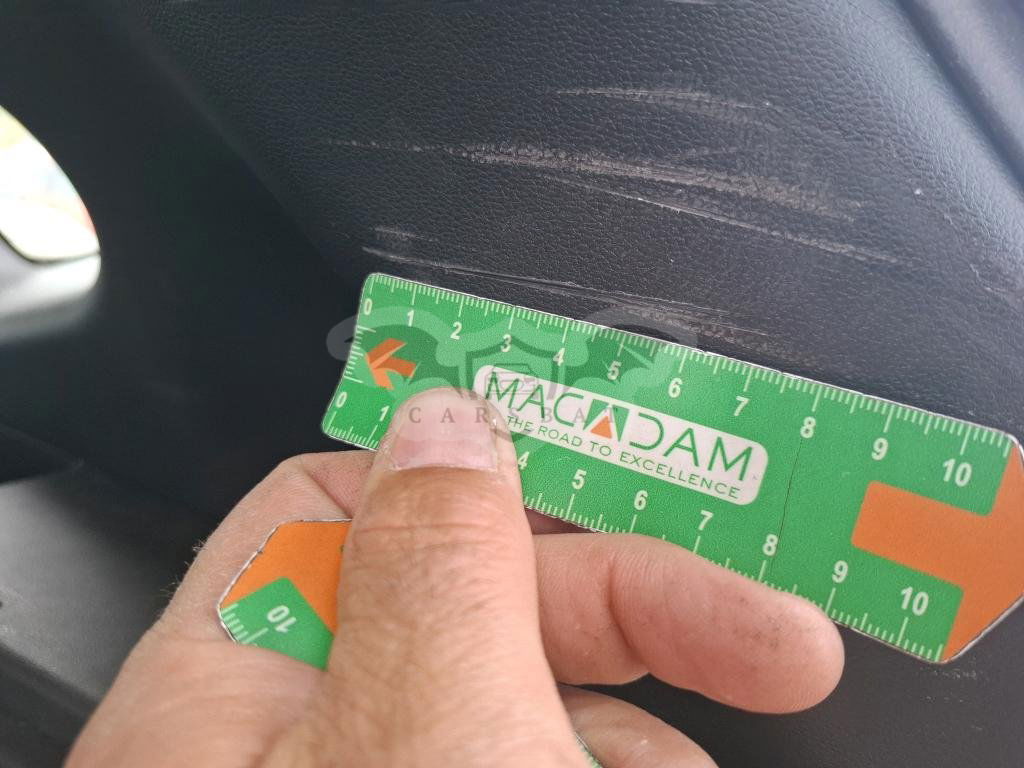 0 1 2 3 4 5 6 7 8 9 10
MACADAM
THE ROAD TO EXCELLENCE
CARSBAT
0 1 4 5 6 7 8 9 10
10